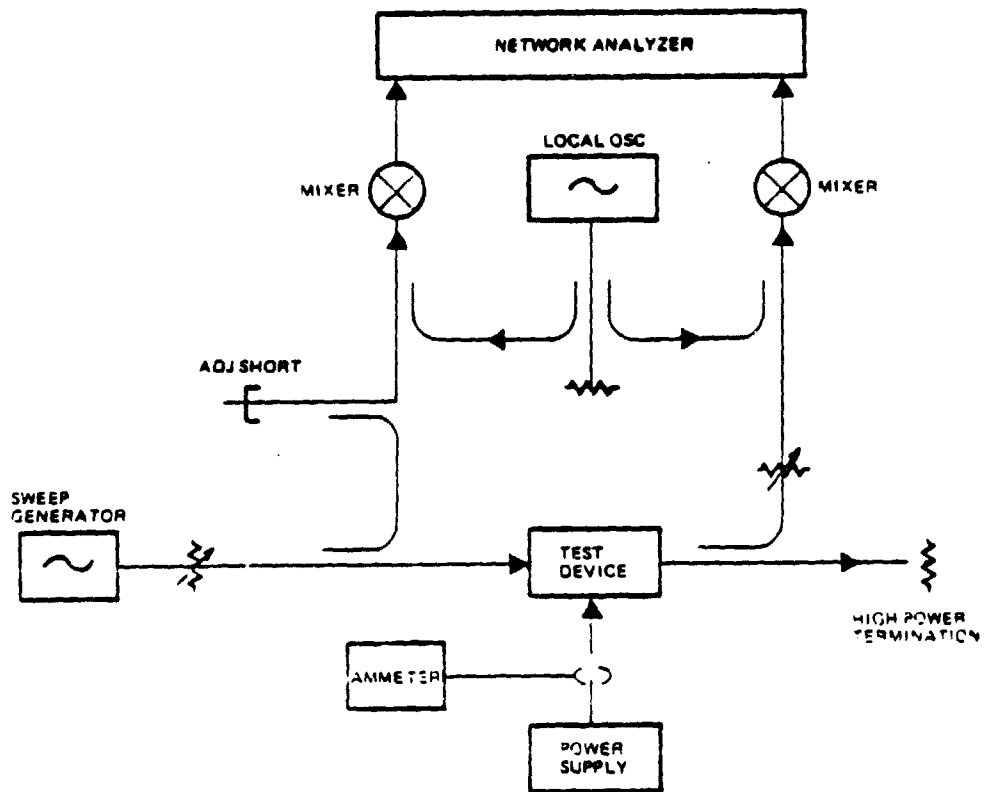 NETWORK ANALYZER
LOCAL OSC
MIXER
MIXER
ADJ SHORT
SWEEP
GENERATOR
TEST
DEVICE
HIGH POWER
TERMINATION
AMMETER
POWER
SUPPLY